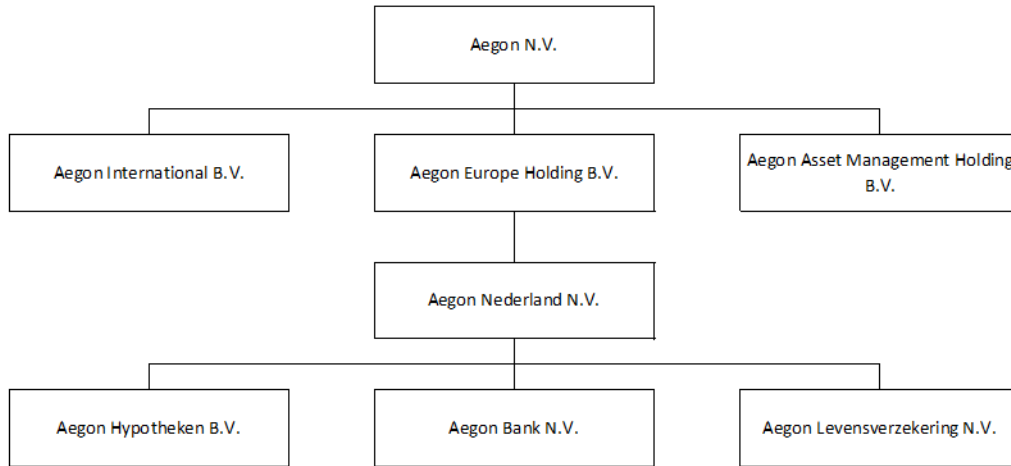 Aegon N.V.
Aegon International B.V.
Aegon Europe Holding B.V.
Aegon Asset Management Holding
B.V.
Aegon Nederland N.V.
Aegon Hypotheken B.V.
Aegon Bank N.V.
Aegon Levensverzekering N.V.